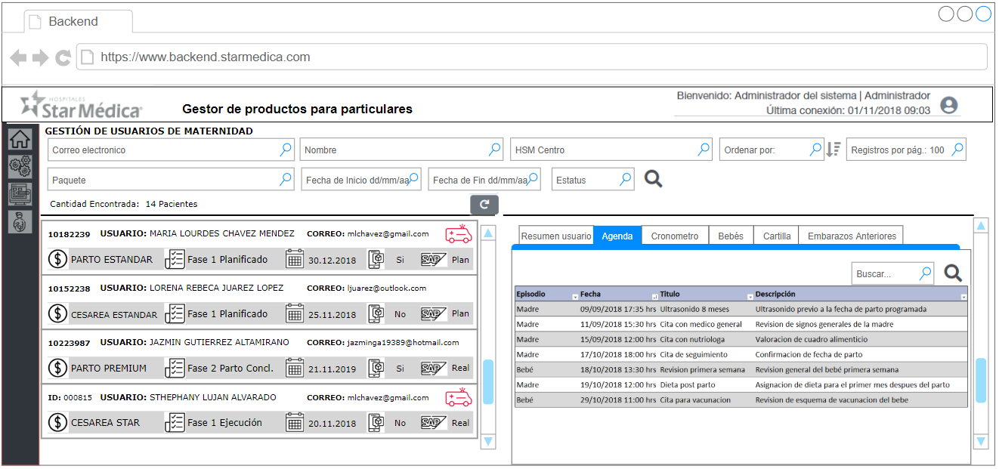 Backend
https://www.backend.starmedica.com
HOSPITALES
Star Médica
Gestor de productos para particulares
Bienvenido: Administrador del sistema | Administrador
Última conexión: 01/11/2018 09:03
GESTIÓN DE USUARIOS DE MATERNIDAD
Correo electronico
Nombre
HSM Centro
Ordenar por:
Registros por pág.: 100
Paquete
Fecha de Inicio dd/mm/aa
Fecha de Fin dd/mm/aa
Estatus
Cantidad Encontrada: 14 Pacientes
10182239 USUARIO: MARIA LOURDES CHAVEZ MENDEZ CORREO: mlchavez@gmail.com
PARTO ESTANDAR Fase 1 Planificado 30.12.2018 Si SAP Plan
10152238 USUARIO: LORENA REBECA JUAREZ LOPEZ CORREO: ljuarez@outlook.com
CESAREA ESTANDAR Fase 1 Planificado 25.11.2018 No SAP Plan
10223987 USUARIO: JAZMIN GUTIERREZ ALTAMIRANO CORREO: jazminga19389@hotmail.com
PARTO PREMIUM Fase 2 Parto Concl. 21.11.2019 Si SAP Real
ID: 000815 USUARIO: STHEPHANY LUJAN ALVARADO CORREO: mlchavez@gmail.com
CESAREA STAR Fase 1 Ejecución 20.11.2018 No SAP Real
Resumen usuario Agenda Cronometro Bebés Cartilla Embarazos Anteriores
Buscar...
Episodio Fecha Titulo Descripción
Madre 09/09/2018 17:35 hrs Ultrasonido 8 meses Ultrasonido previo a la fecha de parto programada
Madre 11/09/2018 15:30 hrs Cita con medico general Revision de signos generales de la madre
Madre 15/09/2018 12:00 hrs Cita con nutriologa Valoracion de cuadro alimenticio
Madre 17/10/2018 18:00 hrs Cita de seguimiento Confirmacion de fecha de parto
Bebé 18/10/2018 13:30 hrs Revision primera semana Revision general del bebé primera semana
Madre 19/10/2018 12:00 hrs Dieta post parto Asignacion de dieta para el primer mes despues del parto
Bebé 29/10/2018 11:00 hrs Cita para vacunacion Revision de esquema de vacunacion del bebe